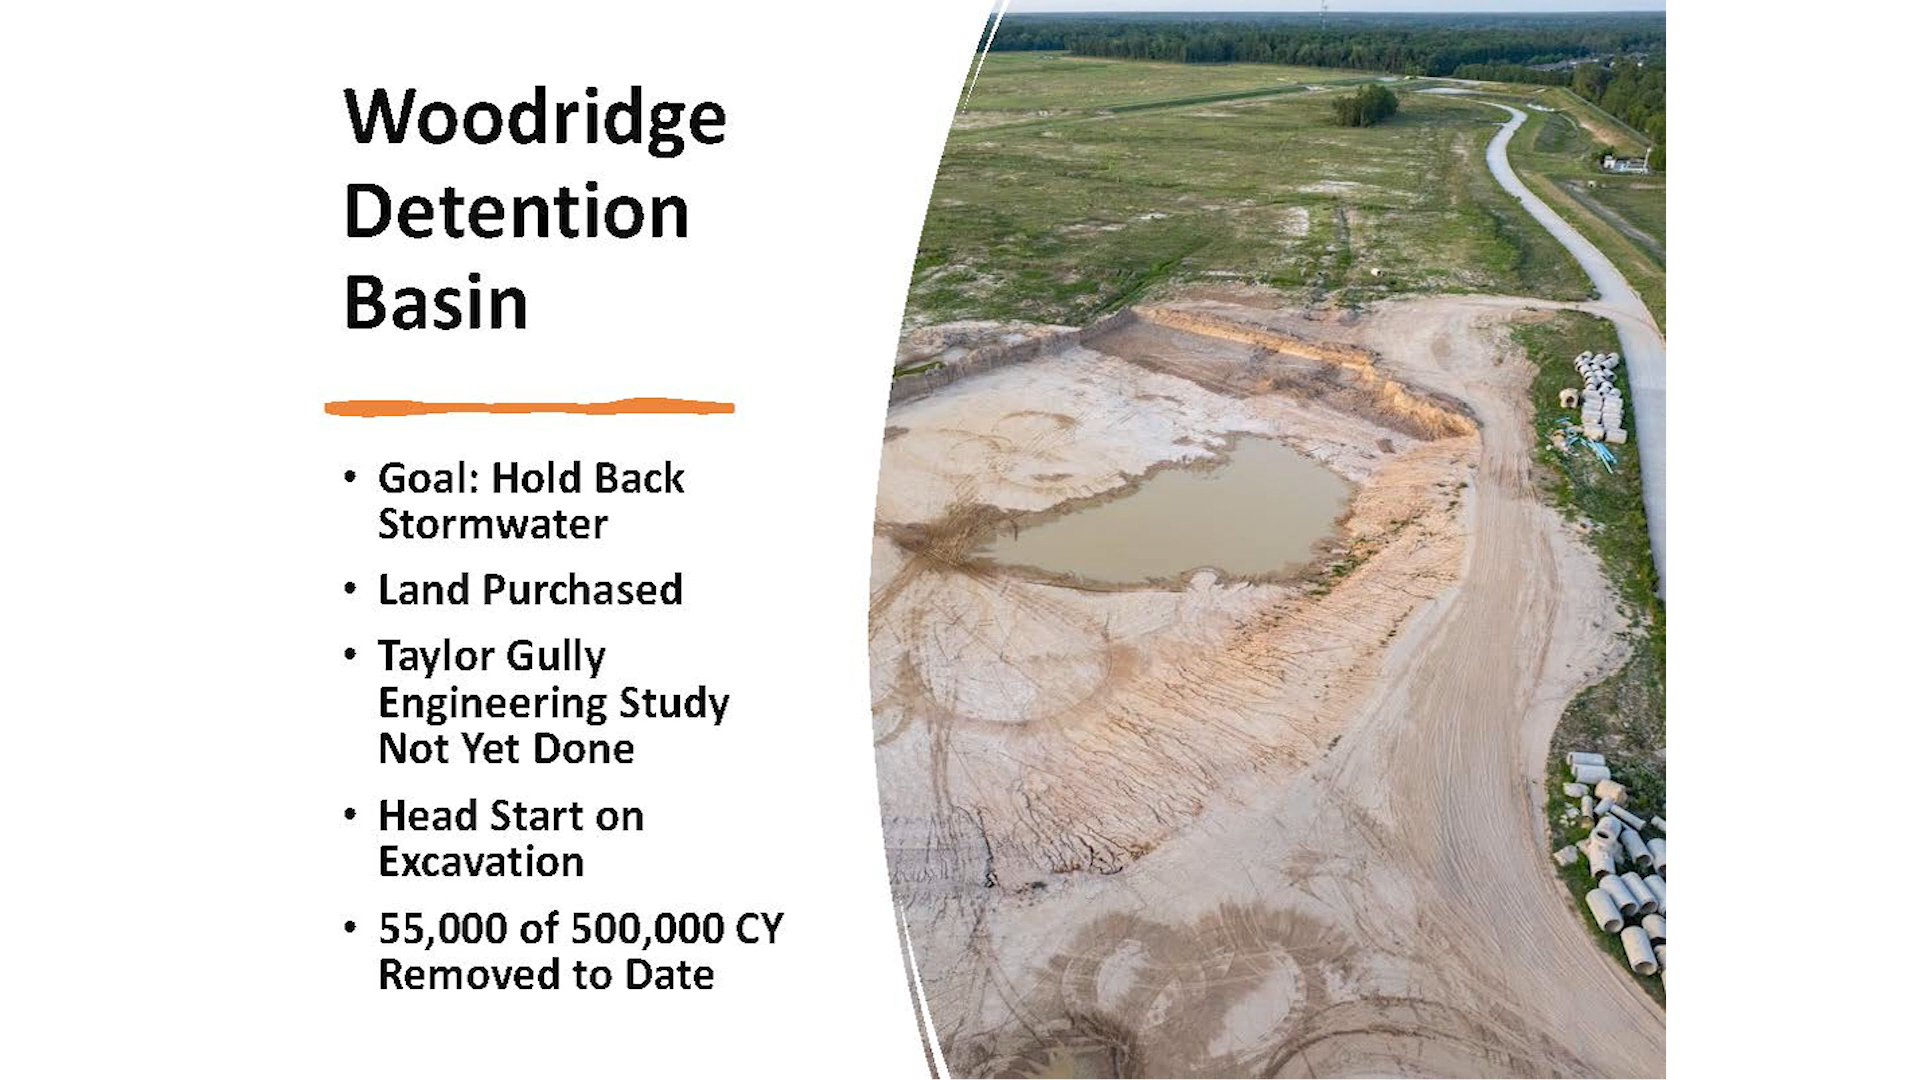 Woodridge
Detention
Basin
• Goal: Hold Back
Stormwater
• Land Purchased
• Taylor Gully
Engineering Study
Not Yet Done
• Head Start on
Excavation
• 55,000 of 500,000 CY
Removed to Date